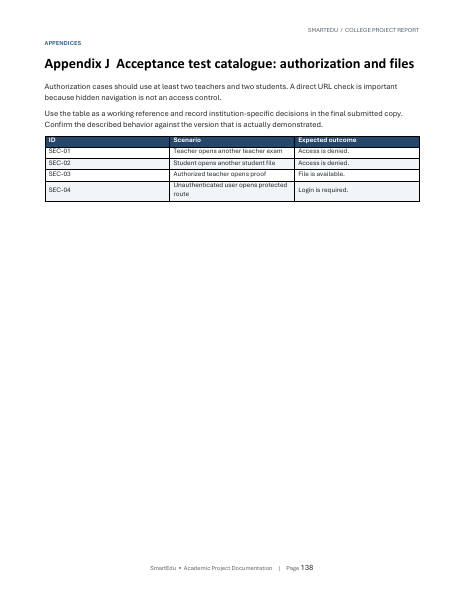 SMARTEDU / COLLEGE PROJECT REPORT
APPENDICES
Appendix J Acceptance test catalogue: authorization and files
Authorization cases should use at least two teachers and two students. A direct URL check is important
because hidden navigation is not an access control.
Use the table as a working reference and record institution-specific decisions in the final submitted copy.
Confirm the described behavior against the version that is actually demonstrated.
ID Scenario Expected outcome
SEC-01 Teacher opens another teacher exam Access is denied.
SEC-02 Student opens another student file Access is denied.
SEC-03 Authorized teacher opens proof File is available.
SEC-04 Unauthenticated user opens protected route Login is required.
SmartEdu • Academic Project Documentation | Page 138